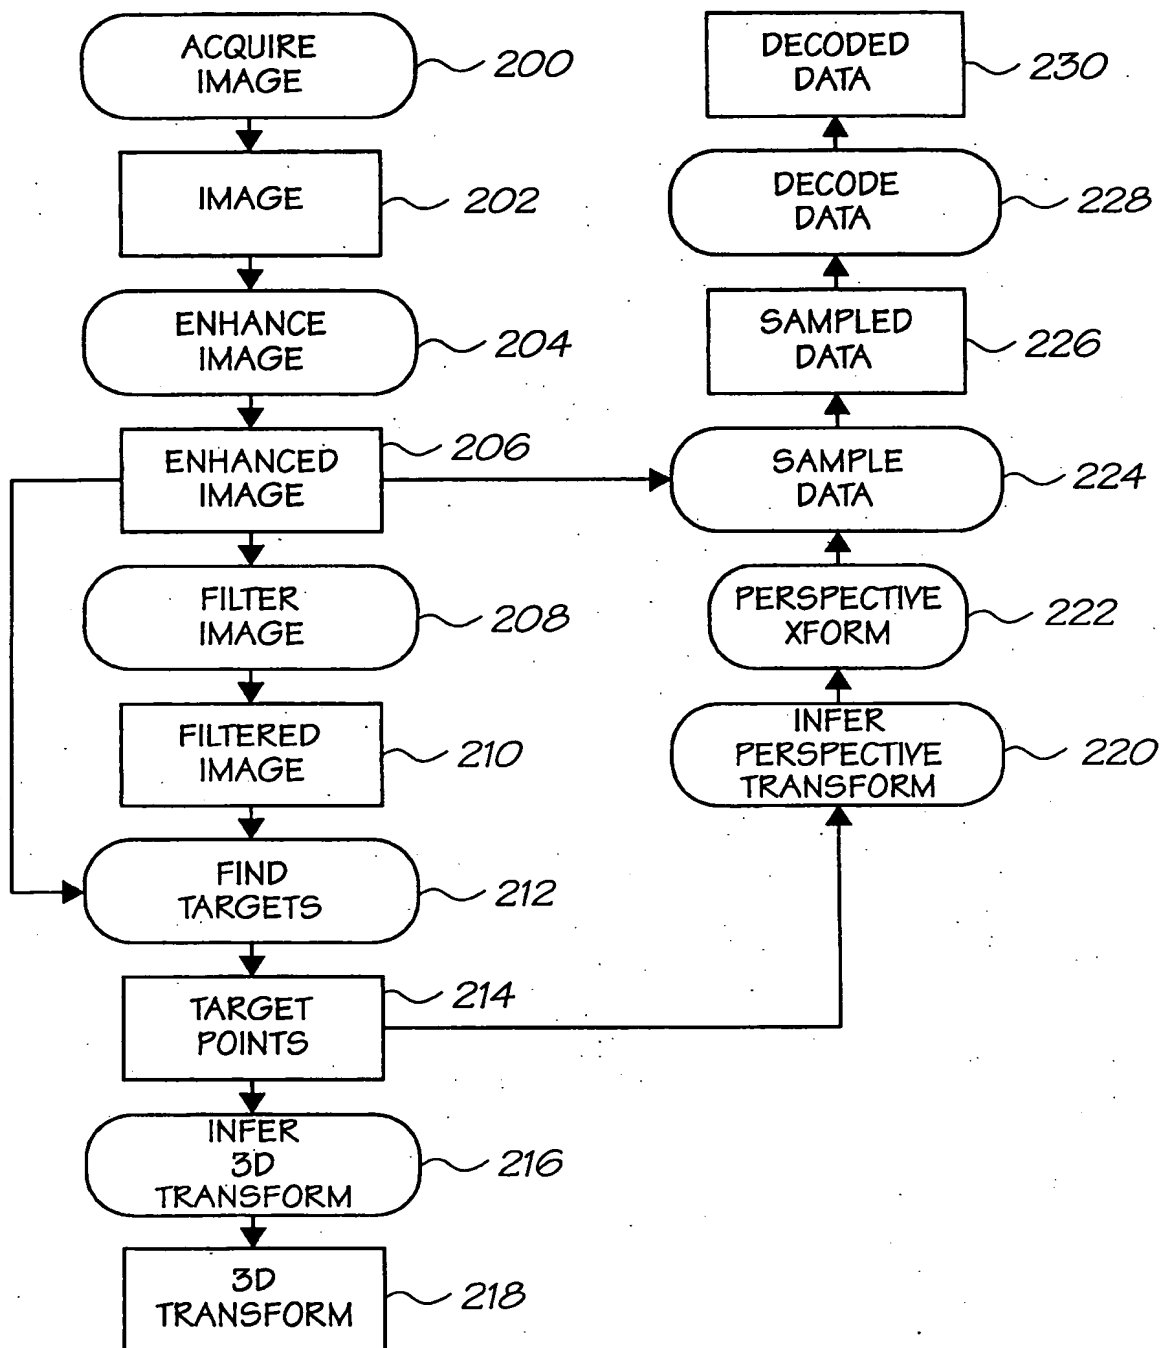 ACQUIRE
IMAGE
200
IMAGE
202
ENHANCE
IMAGE
204
ENHANCED
IMAGE
206
FILTER
IMAGE
208
FILTERED
IMAGE
210
FIND
TARGETS
212
TARGET
POINTS
214
INFER
3D
TRANSFORM
216
3D
TRANSFORM
218
DECODED
DATA
230
DECODE
DATA
228
SAMPLED
DATA
226
SAMPLE
DATA
224
PERSPECTIVE
XFORM
222
INFER
PERSPECTIVE
TRANSFORM
220